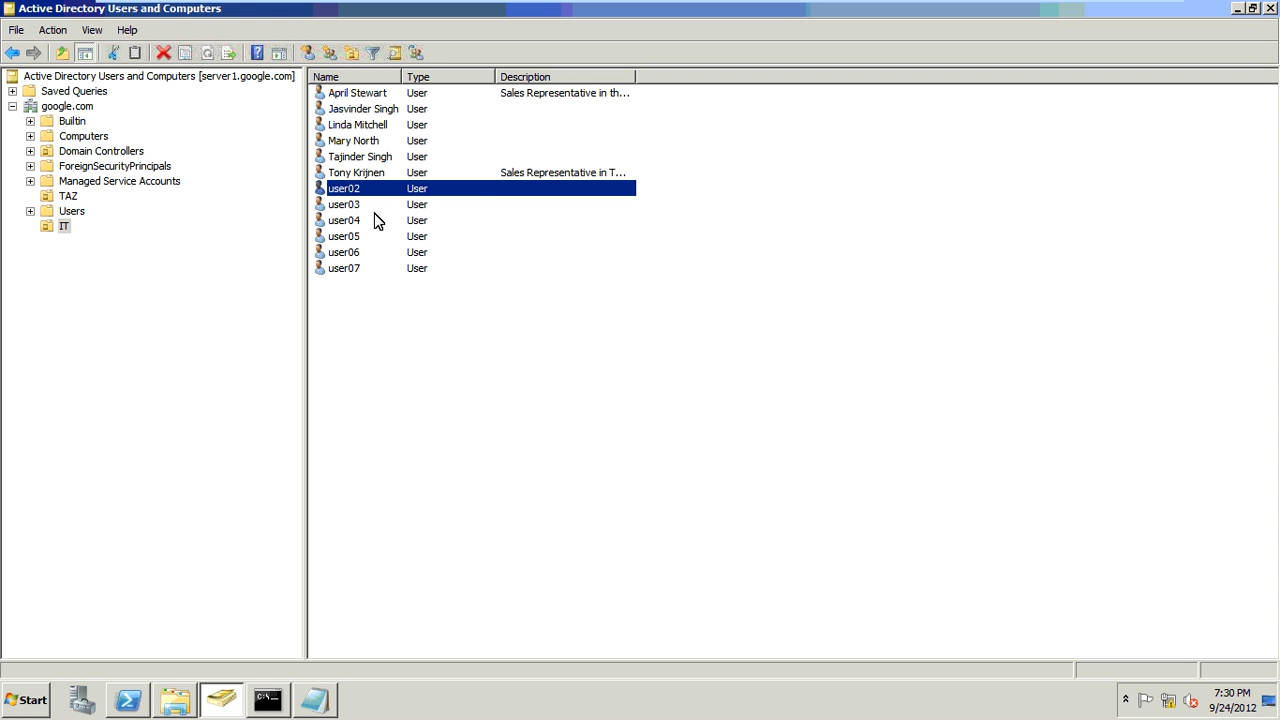 Active Directory Users and Computers
File Action View Help
Active Directory Users and Computers [server1.google.com]
Saved Queries
google.com
Builtin
Computers
Domain Controllers
ForeignSecurityPrincipals
Managed Service Accounts
TAZ
Users
IT
Name Type Description
April Stewart User Sales Representative in th...
Jasvinder Singh User
Linda Mitchell User
Mary North User
Tajinder Singh User
Tony Krijnen User Sales Representative in T...
user02 User
user03 User
user04 User
user05 User
user06 User
user07 User
Start
7:30 PM
9/24/2012